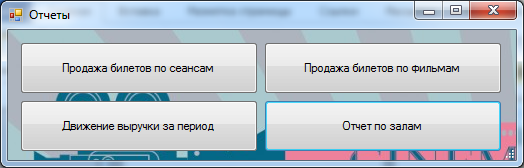 Отчеты
Продажа билетов по сеансам
Продажа билетов по фильмам
Движение выручки за период
Отчет по залам